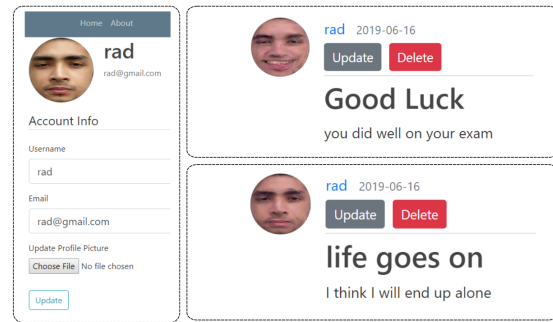 Home About
rad
rad@gmail.com
Account Info
Username
rad
Email
rad@gmail.com
Update Profile Picture
Choose File No file chosen
Update
rad 2019-06-16
Update Delete
Good Luck
you did well on your exam
rad 2019-06-16
Update Delete
life goes on
I think I will end up alone